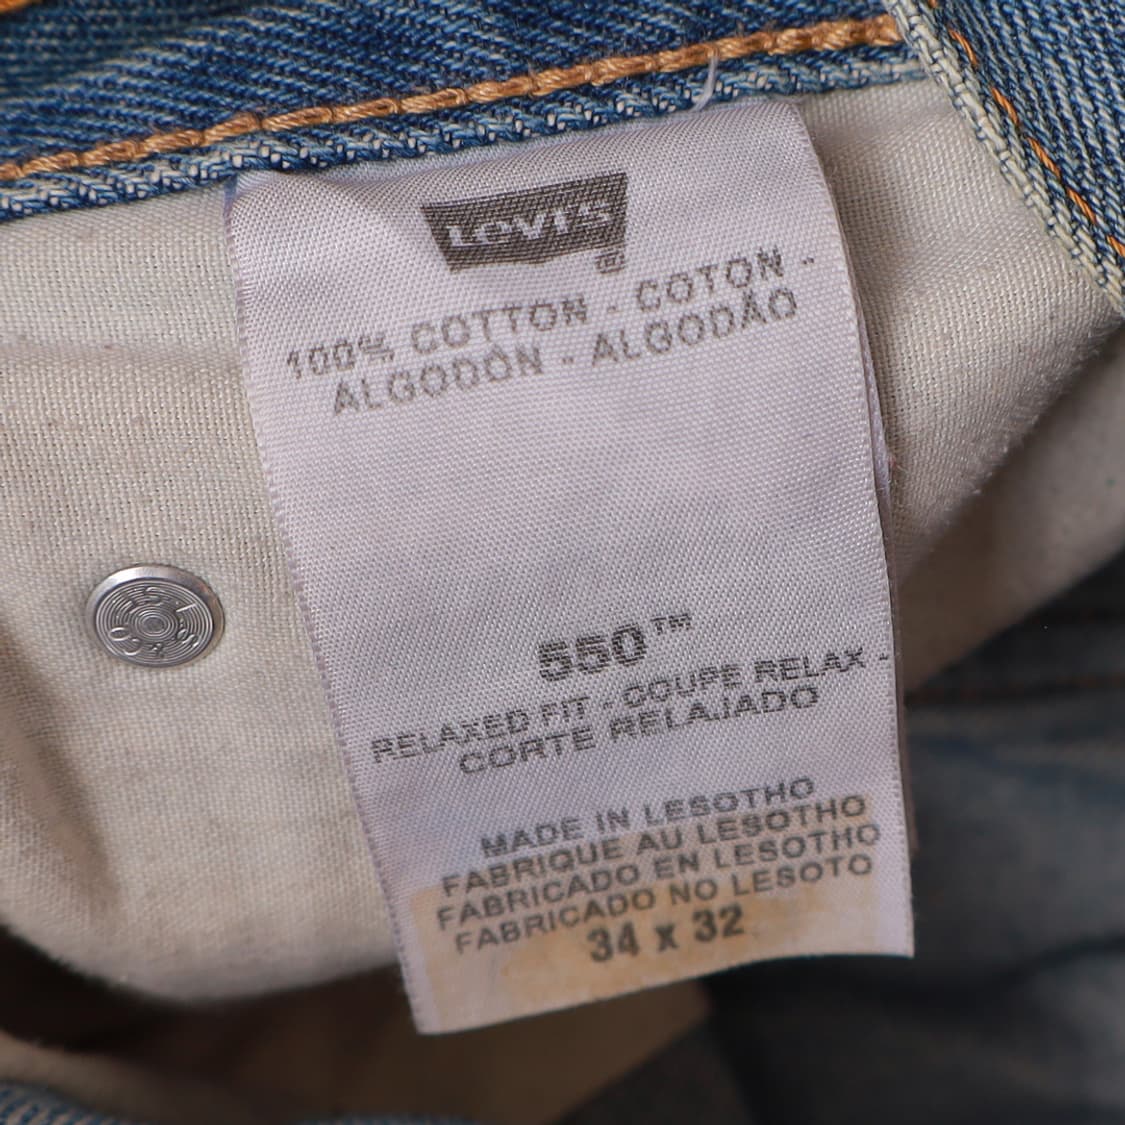 Levi's
®
100% COTTON - COTON -
ALGODÓN - ALGODÃO
550™
RELAXED FIT - COUPE RELAX -
CORTE RELAJADO
MADE IN LESOTHO
FABRIQUE AU LESOTHO
FABRICADO EN LESOTHO
FABRICADO NO LESOTO
34 x 32